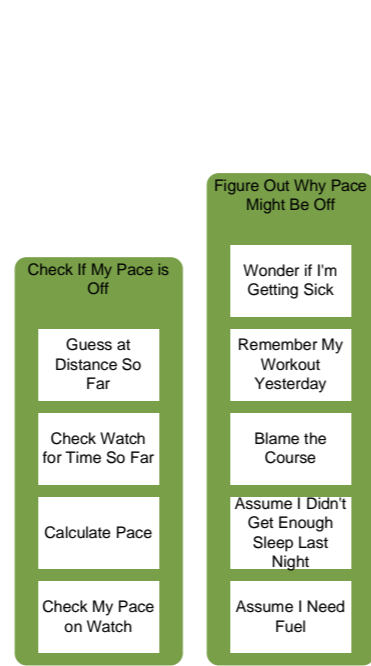 Check If My Pace is
Off
Guess at
Distance So
Far
Check Watch
for Time So Far
Calculate Pace
Check My Pace
on Watch
Figure Out Why Pace
Might Be Off
Wonder if I'm
Getting Sick
Remember My
Workout
Yesterday
Blame the
Course
Assume I Didn't
Get Enough
Sleep Last
Night
Assume I Need
Fuel